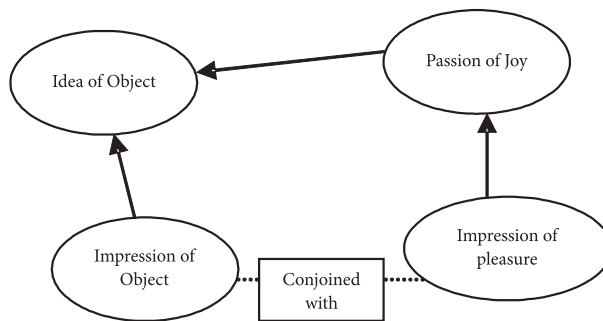 Idea of Object
Passion of Joy
Impression of
Object
Conjoined
with
Impression of
pleasure